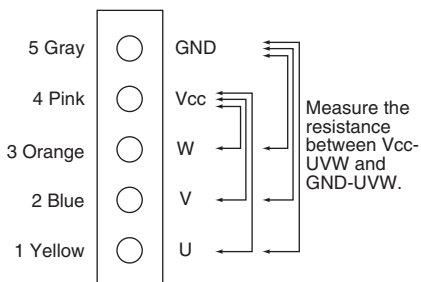 5 Gray GND
4 Pink Vcc
3 Orange W
2 Blue V
1 Yellow U
Measure the
resistance
between Vcc-
UVW and
GND-UVW.